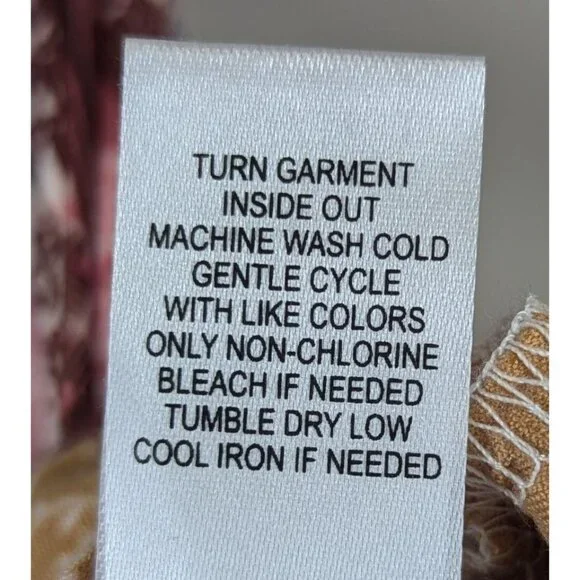 TURN GARMENT
INSIDE OUT
MACHINE WASH COLD
GENTLE CYCLE
WITH LIKE COLORS
ONLY NON-CHLORINE
BLEACH IF NEEDED
TUMBLE DRY LOW
COOL IRON IF NEEDED